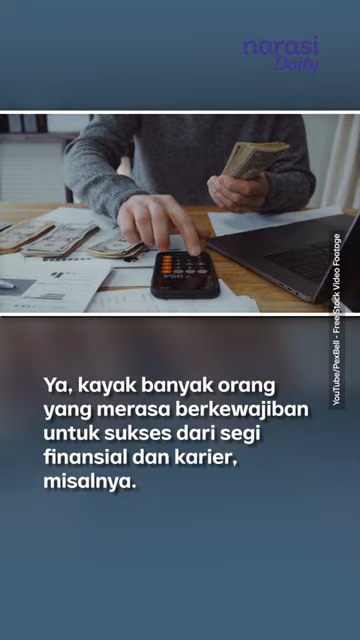 narasi
Daily
YouTube/PexBell - Free Stock Video Footage
Ya, kayak banyak orang
yang merasa berkewajiban
untuk sukses dari segi
finansial dan karier,
misalnya.